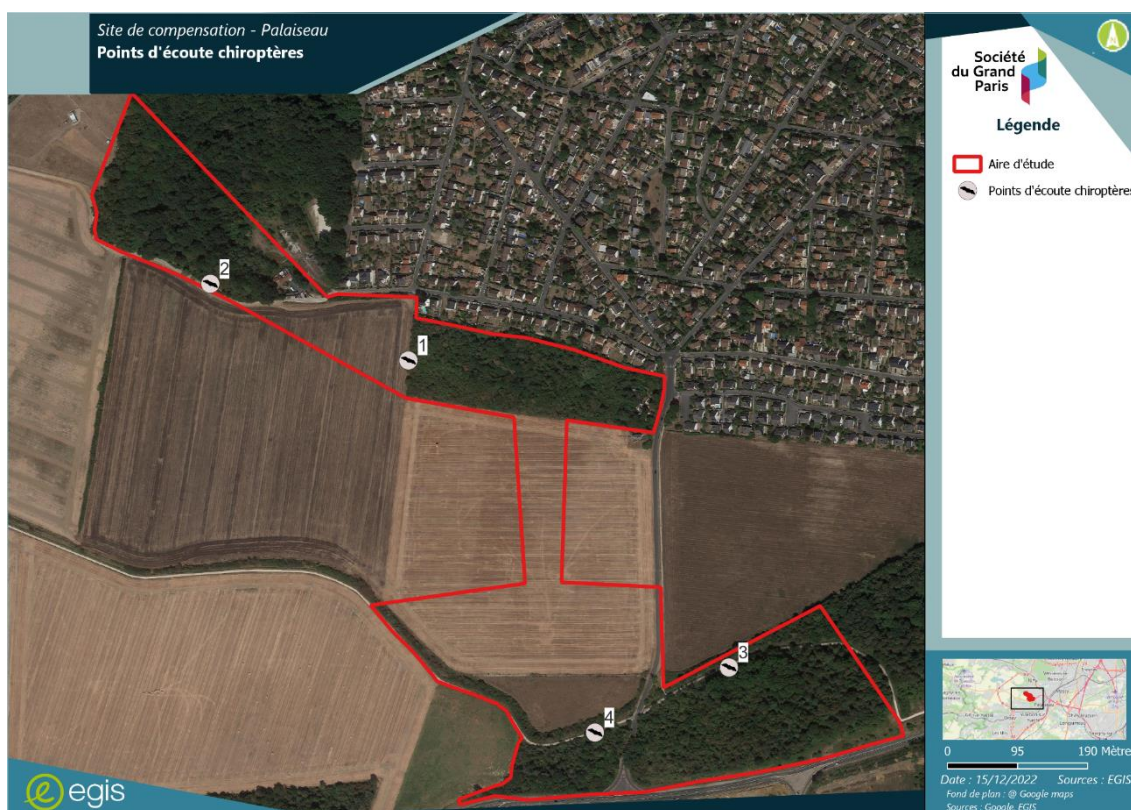 Site de compensation - Palaiseau
Points d'écoute chiroptères
Société
du Grand
Paris
Légende
Aire d'étude
Points d'écoute chiroptères
2
1
3
4
0 95 190 Mètre
Date : 15/12/2022 Sources : EGIS
Fond de plan : @ Google maps
Sources : Google, EGIS
egis